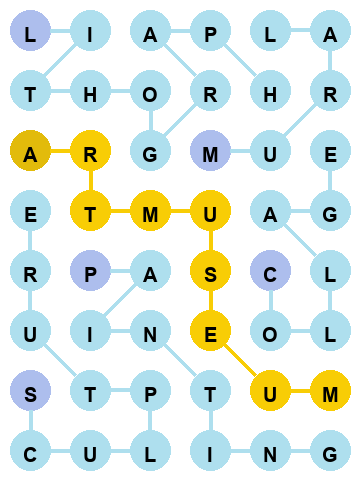 L I A P L A
T H O R H R
A R G M U E
E T M U A G
R P A S C L
U I N E O L
S T P T U M
C U L I N G